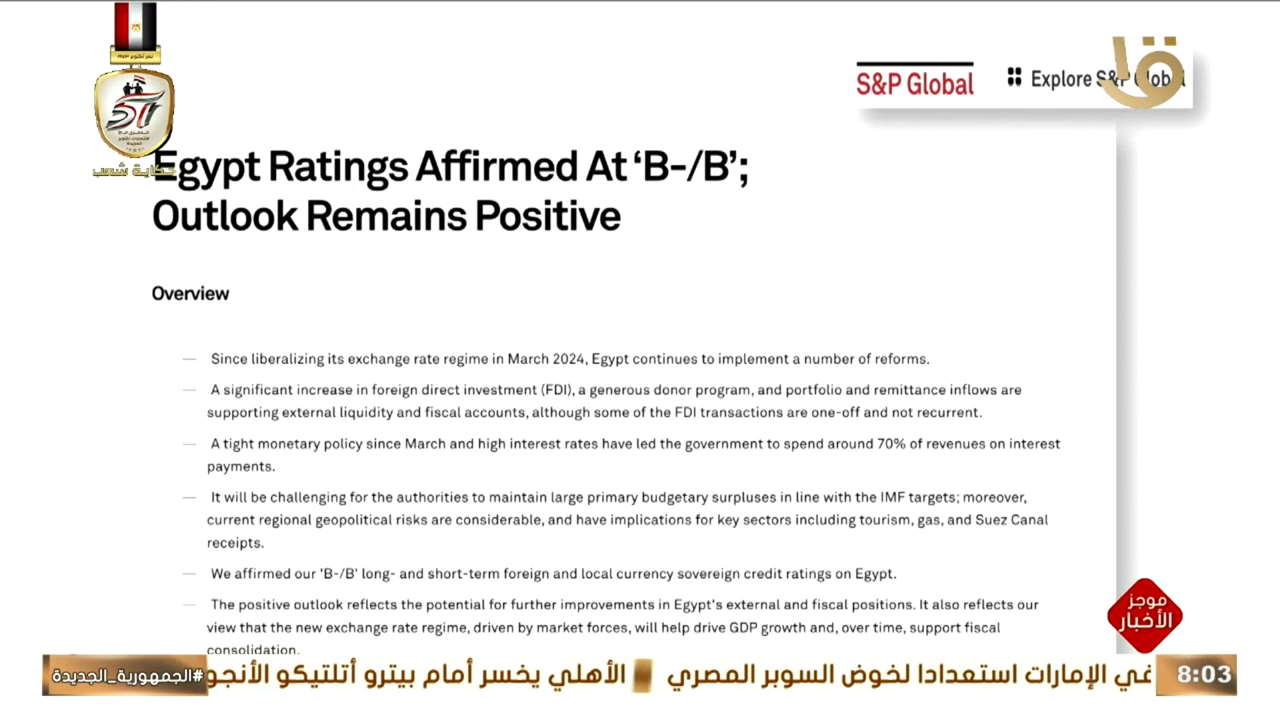 S&P Global
Explore S&P Global
Egypt Ratings Affirmed At ‘B-/B’;
Outlook Remains Positive
حكاية شعب
Overview
— Since liberalizing its exchange rate regime in March 2024, Egypt continues to implement a number of reforms.
— A significant increase in foreign direct investment (FDI), a generous donor program, and portfolio and remittance inflows are
supporting external liquidity and fiscal accounts, although some of the FDI transactions are one-off and not recurrent.
— A tight monetary policy since March and high interest rates have led the government to spend around 70% of revenues on interest
payments.
— It will be challenging for the authorities to maintain large primary budgetary surpluses in line with the IMF targets; moreover,
current regional geopolitical risks are considerable, and have implications for key sectors including tourism, gas, and Suez Canal
receipts.
— We affirmed our 'B-/B' long- and short-term foreign and local currency sovereign credit ratings on Egypt.
— The positive outlook reflects the potential for further improvements in Egypt's external and fiscal positions. It also reflects our
view that the new exchange rate regime, driven by market forces, will help drive GDP growth and, over time, support fiscal
consolidation.
موجز
الأخبار
في الإمارات استعدادا لخوض السوبر المصري الأهلي يخسر أمام بيترو أتلتيكو الأنجو
#الجمهورية_الجديدة
8:03